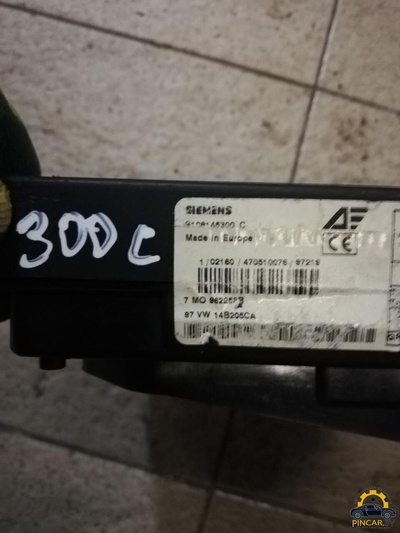 300 C
SIEMENS
Made in Europe
CE
1 / 02160 / 470510076 / 97219
97 VW 14B205CA
PINCAR